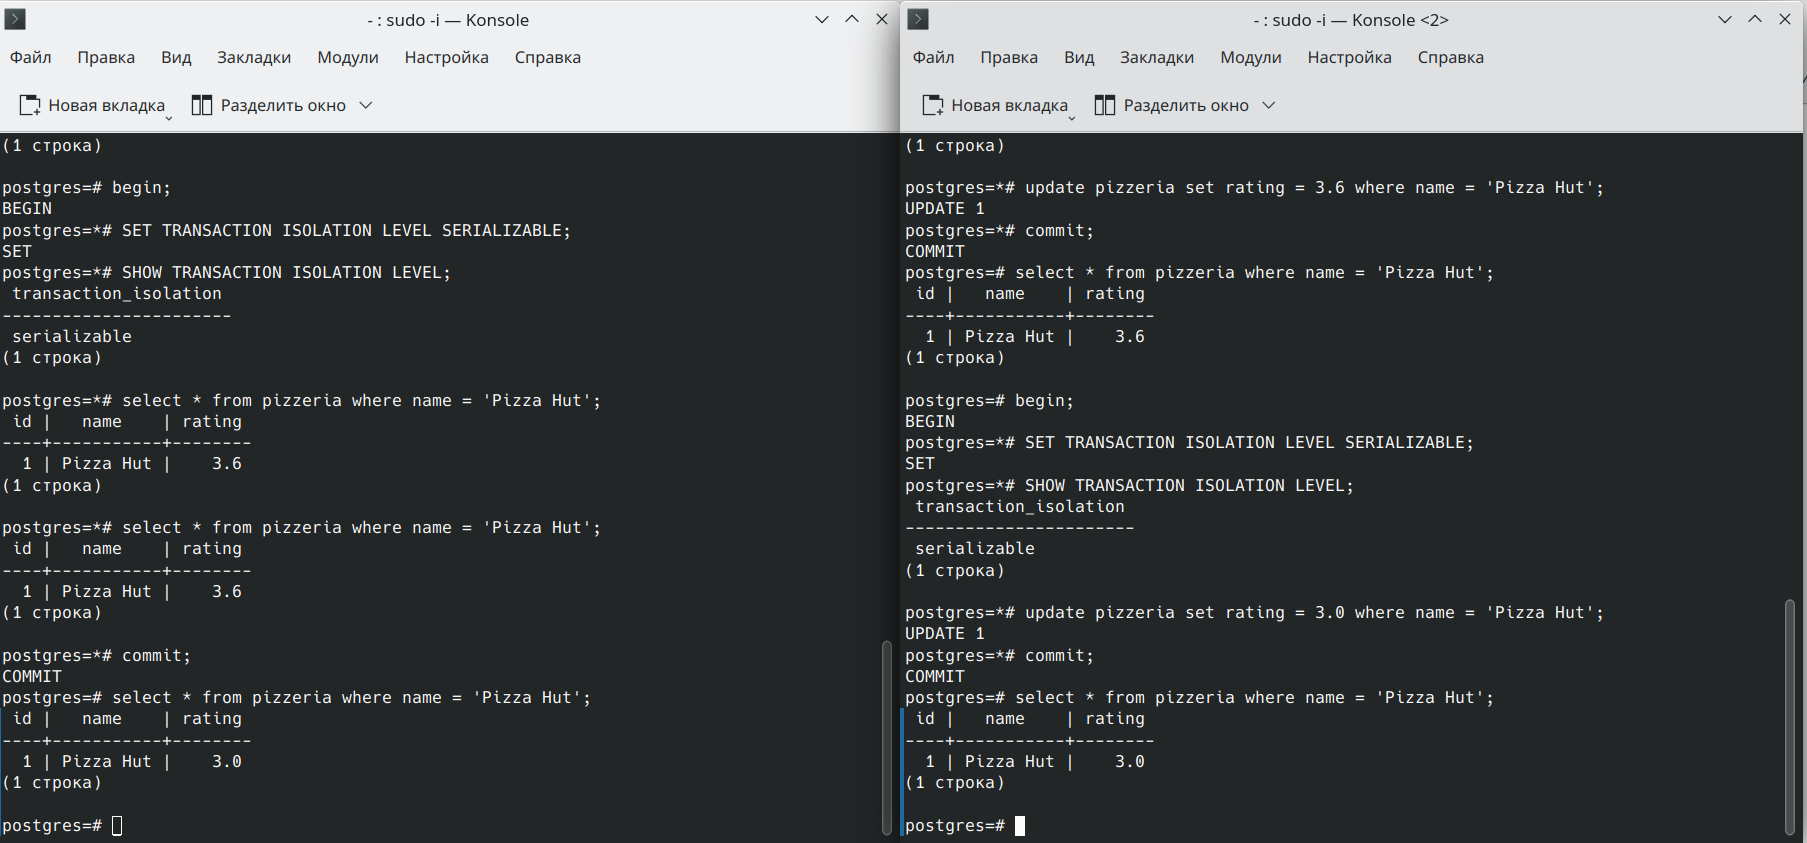 - : sudo -i — Konsole
Файл Правка Вид Закладки Модули Настройка Справка
Новая вкладка Разделить окно
(1 строка)

postgres=# begin;
BEGIN
postgres=*# SET TRANSACTION ISOLATION LEVEL SERIALIZABLE;
SET
postgres=*# SHOW TRANSACTION ISOLATION LEVEL;
 transaction_isolation
-----------------------
 serializable
(1 строка)

postgres=*# select * from pizzeria where name = 'Pizza Hut';
 id |   name    | rating
----+-----------+--------
  1 | Pizza Hut |    3.6
(1 строка)

postgres=*# select * from pizzeria where name = 'Pizza Hut';
 id |   name    | rating
----+-----------+--------
  1 | Pizza Hut |    3.6
(1 строка)

postgres=*# commit;
COMMIT
postgres=# select * from pizzeria where name = 'Pizza Hut';
 id |   name    | rating
----+-----------+--------
  1 | Pizza Hut |    3.0
(1 строка)

postgres=#
- : sudo -i — Konsole <2>
Файл Правка Вид Закладки Модули Настройка Справка
Новая вкладка Разделить окно
(1 строка)

postgres=*# update pizzeria set rating = 3.6 where name = 'Pizza Hut';
UPDATE 1
postgres=*# commit;
COMMIT
postgres=# select * from pizzeria where name = 'Pizza Hut';
 id |   name    | rating
----+-----------+--------
  1 | Pizza Hut |    3.6
(1 строка)

postgres=# begin;
BEGIN
postgres=*# SET TRANSACTION ISOLATION LEVEL SERIALIZABLE;
SET
postgres=*# SHOW TRANSACTION ISOLATION LEVEL;
 transaction_isolation
-----------------------
 serializable
(1 строка)

postgres=*# update pizzeria set rating = 3.0 where name = 'Pizza Hut';
UPDATE 1
postgres=*# commit;
COMMIT
postgres=# select * from pizzeria where name = 'Pizza Hut';
 id |   name    | rating
----+-----------+--------
  1 | Pizza Hut |    3.0
(1 строка)

postgres=#